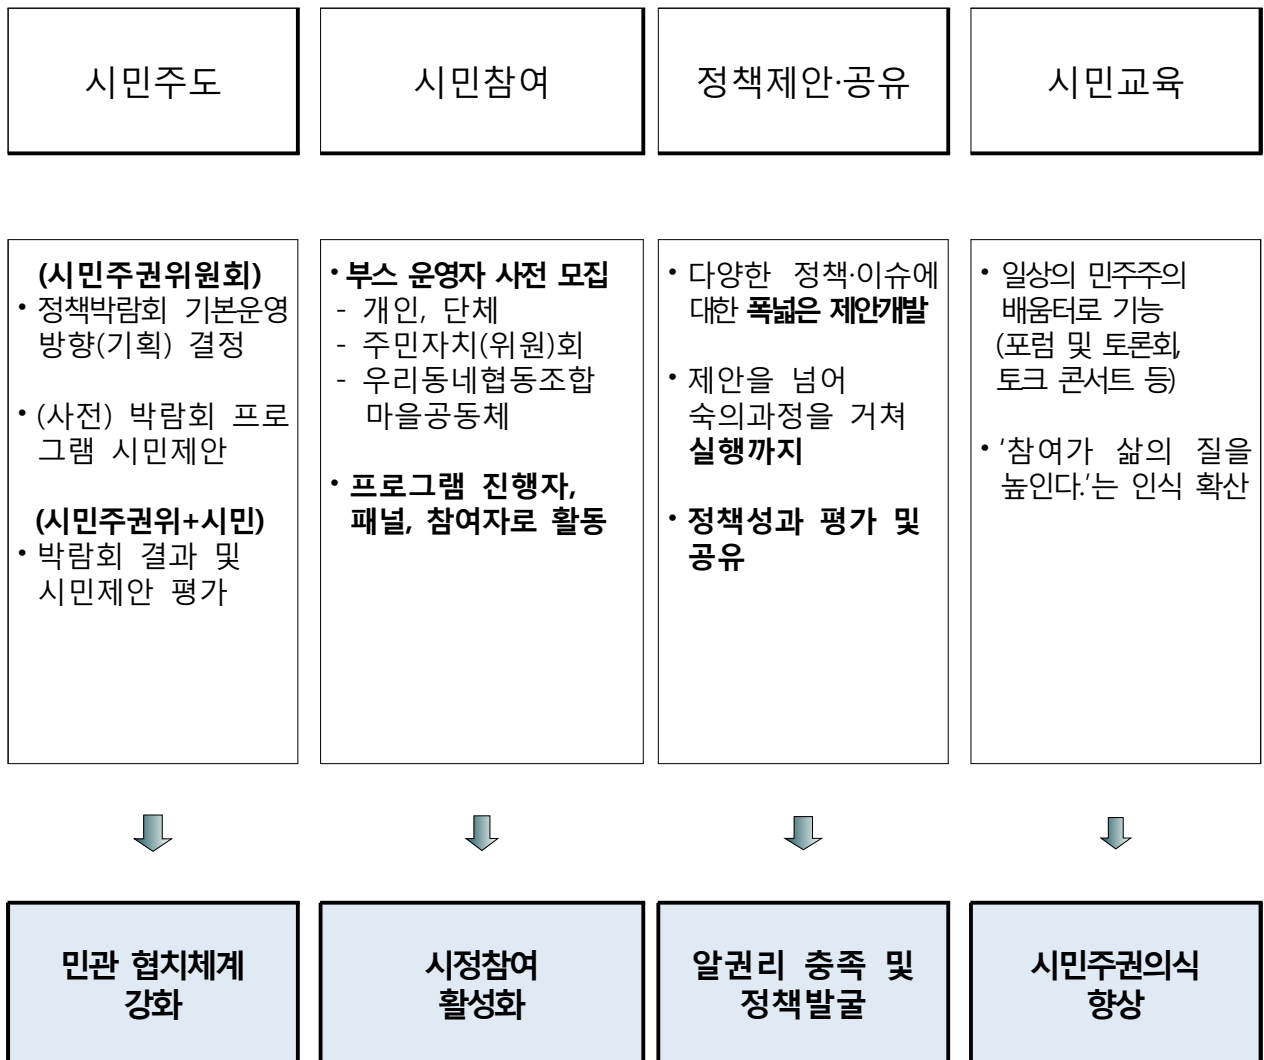 시민주도
시민참여
정책제안·공유
시민교육
(시민주권위원회)
• 정책박람회 기본운영
방향(기획) 결정
• (사전) 박람회 프로
그램 시민제안
(시민주권위+시민)
• 박람회 결과 및
시민제안 평가
• 부스 운영자 사전 모집
- 개인, 단체
- 주민자치(위원)회
- 우리동네협동조합
마을공동체
• 프로그램 진행자,
패널, 참여자로 활동
• 다양한 정책·이슈에
대한 폭넓은 제안개발
• 제안을 넘어
숙의과정을 거쳐
실행까지
• 정책성과 평가 및
공유
• 일상의 민주주의
배움터로 기능
(포럼 및 토론회,
토크 콘서트 등)
• '참여가 삶의 질을
높인다.'는 인식 확산
민관 협치체계
강화
시정참여
활성화
알권리 충족 및
정책발굴
시민주권의식
향상